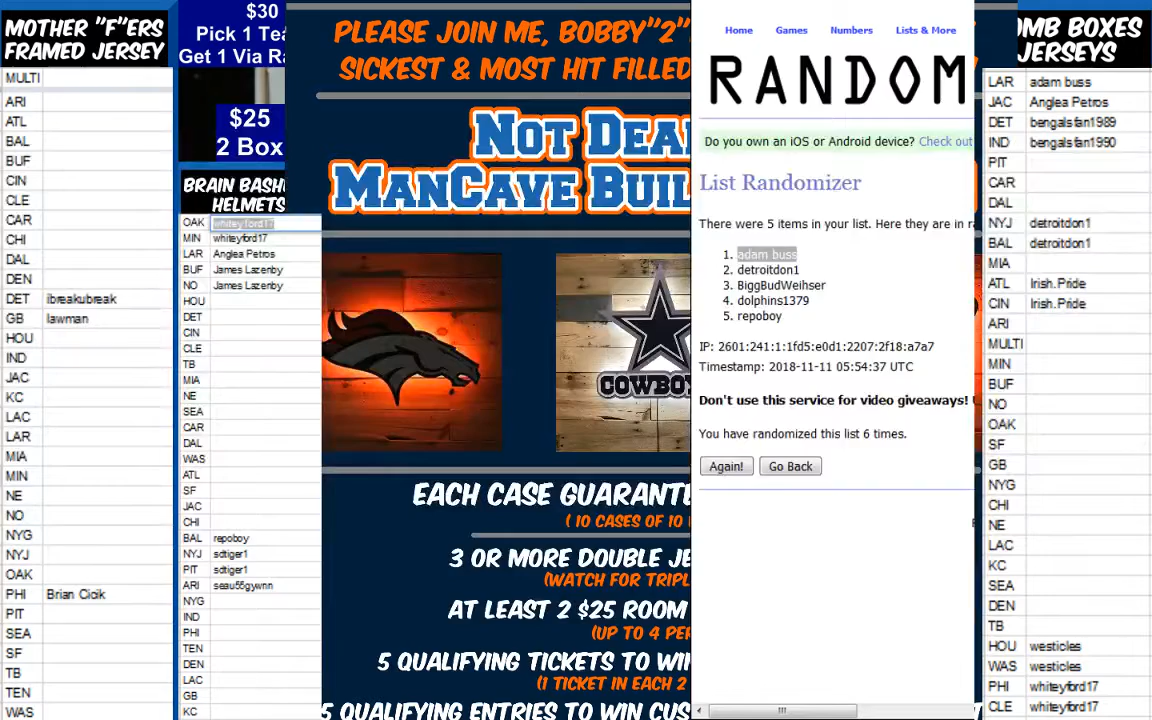 MOTHER "F"ERS
FRAMED JERSEY
MULTI
ARI
ATL
BAL
BUF
CIN
CLE
CAR
CHI
DAL
DEN
DET ibreakubreak
GB lawman
HOU
IND
JAC
KC
LAC
LAR
MIA
MIN
NE
NO
NYG
NYJ
OAK
PHI Brian Cicik
PIT
SEA
SF
TB
TEN
WAS
$30
Pick 1
Get 1 Via
$25
2 Box
BRAIN
HELMETS
OAK whiteyford17
MIN whiteyford17
LAR Anglea Petros
BUF James Lazenby
NO James Lazenby
HOU
DET
CIN
CLE
TB
MIA
NE
SEA
CAR
DAL
WAS
ATL
SF
JAC
CHI
BAL repoboy
NYJ sdtiger1
PIT sdtiger1
ARI seau55gywnn
NYG
IND
PHI
TEN
DEN
LAC
GB
KC
PLEASE JOIN ME, BOBBY"2"
SICKEST & MOST HIT FILLED
NOT
MANCAVE
COWBO
EACH CASE
( 10 CASES OF 10
3 OR MORE DOUBLE
(WATCH FOR
AT LEAST 2 $25 ROOM
(UP TO 4
5 QUALIFYING TICKETS TO
(1 TICKET IN EACH 2
5 QUALIFYING ENTRIES TO WIN
Home Games Numbers Lists & More
RANDOM
Do you own an iOS or Android device? Check out
List Randomizer
There were 5 items in your list. Here they are in
1. adam buss
2. detroitdon1
3. BiggBudWeihser
4. dolphins1379
5. repoboy
IP: 2601:241:1:1fd5:e0d1:2207:2f18:a7a7
Timestamp: 2018-11-11 05:54:37 UTC
Don't use this service for video giveaways!
You have randomized this list 6 times.
Again! Go Back
BOXES
JERSEYS
LAR adam buss
JAC Anglea Petros
DET bengalsfan1989
IND bengalsfan1990
PIT
CAR
DAL
NYJ detroitdon1
BAL detroitdon1
MIA
ATL Irish.Pride
CIN Irish.Pride
ARI
MULTI
MIN
BUF
NO
OAK
SF
GB
NYG
CHI
NE
LAC
KC
SEA
DEN
TB
HOU westicles
WAS westicles
PHI whiteyford17
CLE whiteyford17